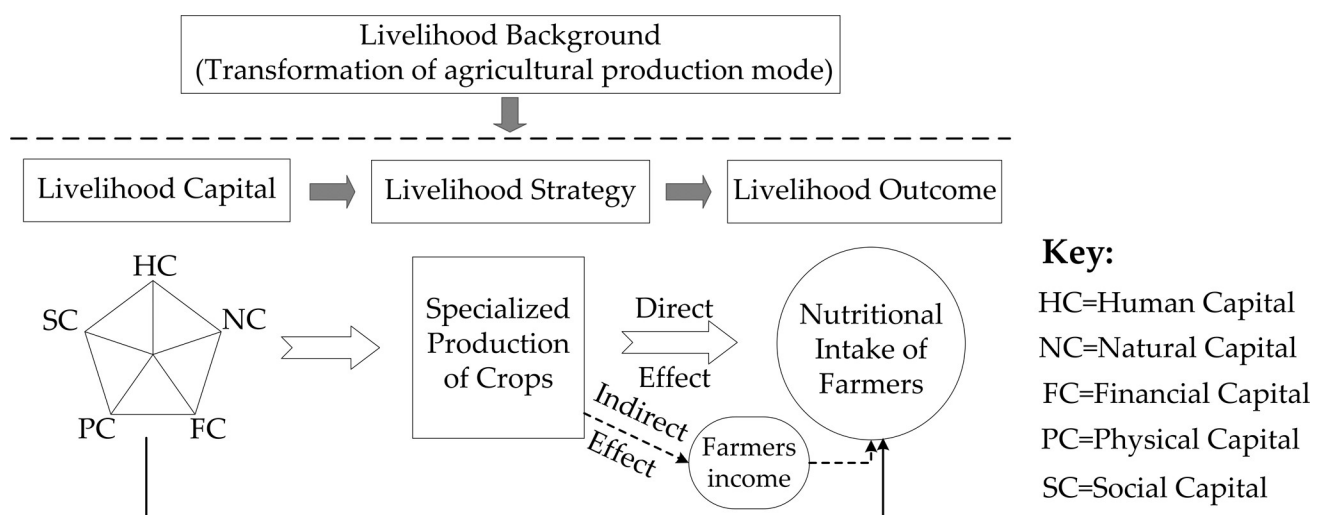 Livelihood Background
(Transformation of agricultural production mode)
Livelihood Capital
Livelihood Strategy
Livelihood Outcome
HC
SC
NC
PC
FC
Specialized
Production
of Crops
Direct
Effect
Indirect
Effect
Farmers
income
Nutritional
Intake of
Farmers
Key:
HC=Human Capital
NC=Natural Capital
FC=Financial Capital
PC=Physical Capital
SC=Social Capital